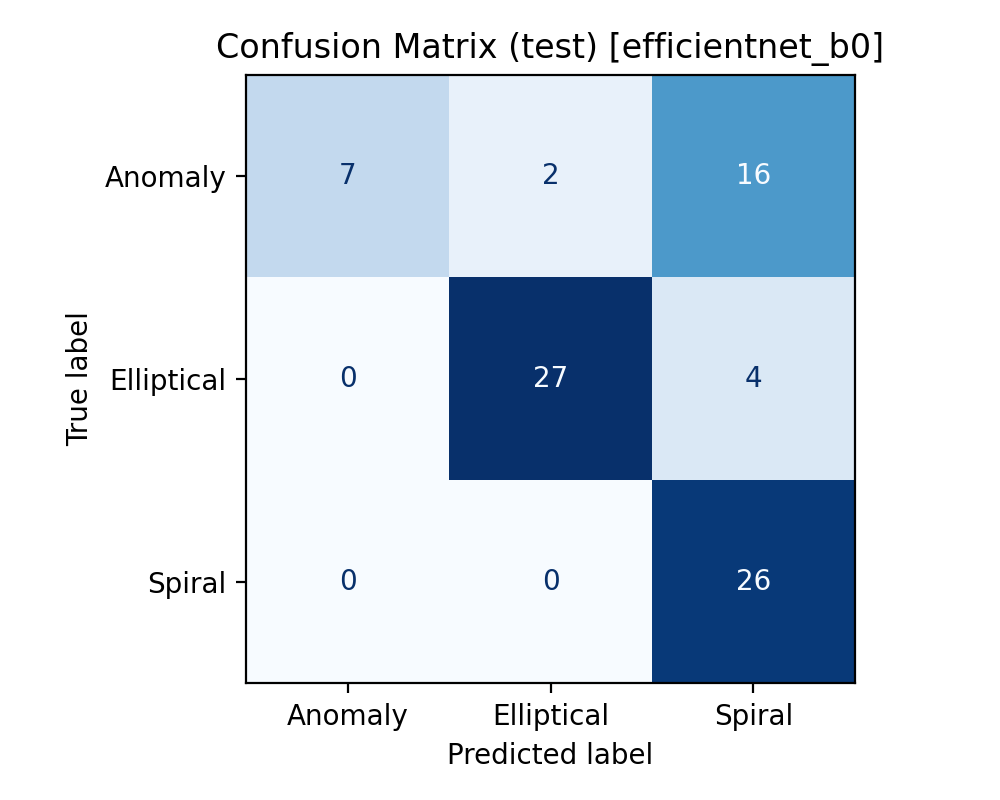 Confusion Matrix (test) [efficientnet_b0]
Anomaly 7 2 16
Elliptical 0 27 4
Spiral 0 0 26
True label
Anomaly Elliptical Spiral
Predicted label